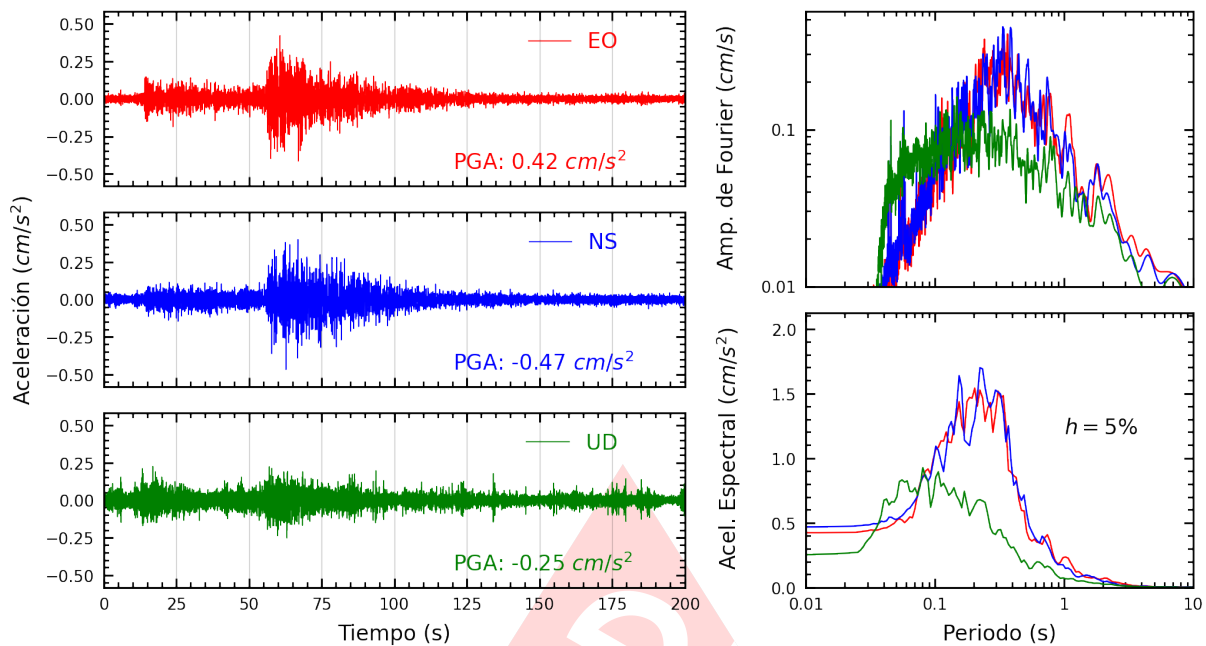 Aceleración (cm/s²)
0.50
0.25
0.00
−0.25
−0.50
EO
PGA: 0.42 cm/s²
0.50
0.25
0.00
−0.25
−0.50
NS
PGA: -0.47 cm/s²
0.50
0.25
0.00
−0.25
−0.50
UD
PGA: -0.25 cm/s²
0 25 50 75 100 125 150 175 200
Tiempo (s)
Amp. de Fourier (cm/s)
0.1
0.01
Acel. Espectral (cm/s²)
2.0
1.5
1.0
0.5
0.0
h = 5%
0.01 0.1 1 10
Periodo (s)